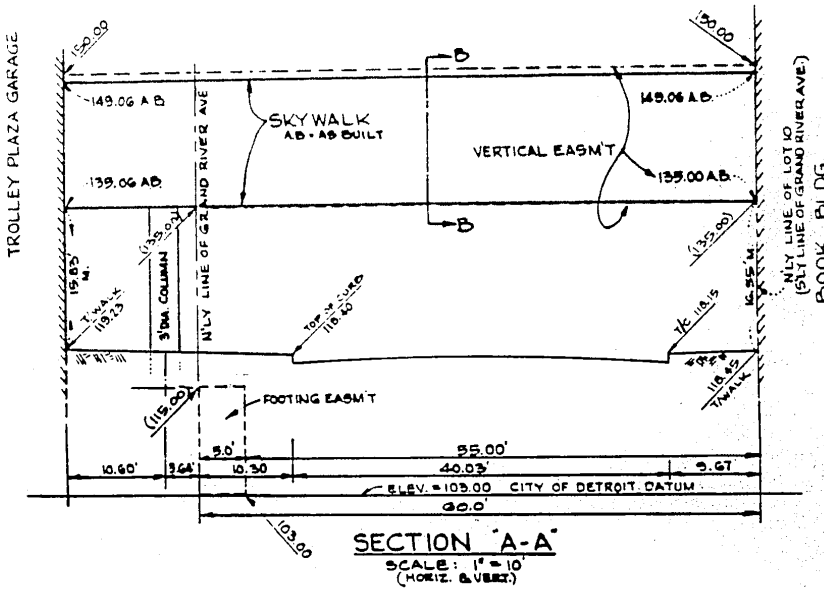 TROLLEY PLAZA GARAGE
150.00
150.00
B
149.06 A.B.
149.06 A.B.
SKYWALK
A.B = AS BUILT
N'LY LINE OF GRAND RIVER AVE
VERTICAL EASM'T
139.06 A.B.
135.00 A.B.
B
(135.00)
(135.00)
15.83'
M.
16.55' M
3' DIA. COLUMN
T/WALK
119.23
TOP OF CURB
118.40
T/C 118.15
118.45
T/WALK
N'LY LINE OF LOT 10
(S'LY LINE OF GRAND RIVER AVE.)
BOOK BLDG
(115.00)
FOOTING EASM'T
5.0'
55.00'
10.60'
3.64'
10.30
40.03'
9.67'
ELEV. = 103.00 CITY OF DETROIT DATUM
60.0'
103.00
SECTION "A-A"
SCALE: 1" = 10'
(HORIZ. & VERT.)